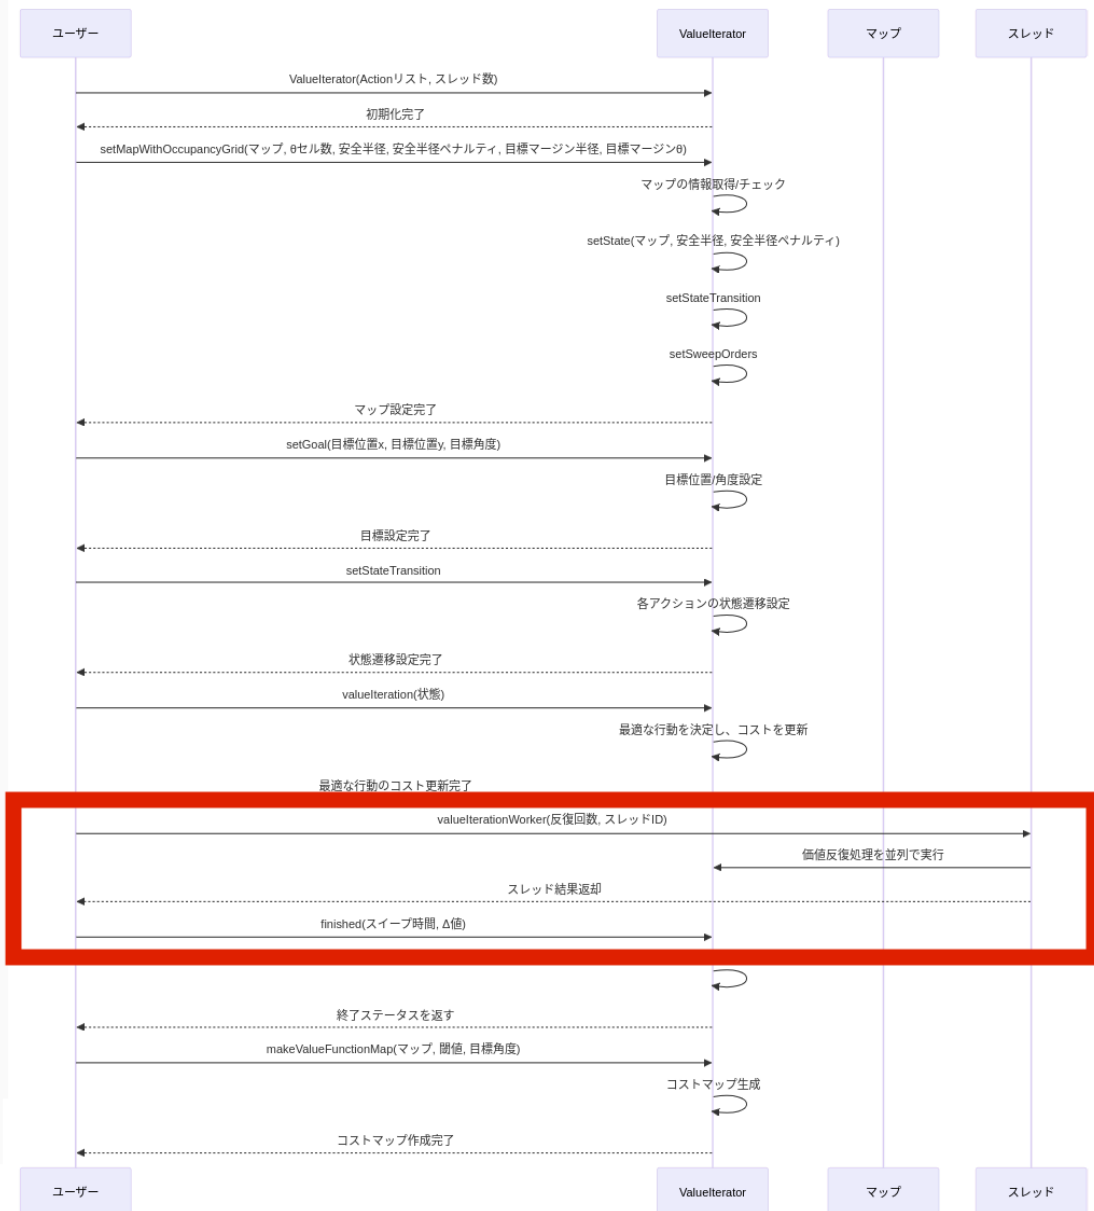 ユーザー
ValueIterator
マップ
スレッド
ValueIterator(Actionリスト, スレッド数)
初期化完了
setMapWithOccupancyGrid(マップ, θセル数, 安全半径, 安全半径ペナルティ, 目標マージン半径, 目標マージンθ)
マップの情報取得/チェック
setState(マップ, 安全半径, 安全半径ペナルティ)
setStateTransition
setSweepOrders
マップ設定完了
setGoal(目標位置x, 目標位置y, 目標角度)
目標位置/角度設定
目標設定完了
setStateTransition
各アクションの状態遷移設定
状態遷移設定完了
valueIteration(状態)
最適な行動を決定し、コストを更新
最適な行動のコスト更新完了
valueIterationWorker(反復回数, スレッドID)
価値反復処理を並列で実行
スレッド結果返却
finished(スイープ時間, Δ値)
終了ステータスを返す
makeValueFunctionMap(マップ, 閾値, 目標角度)
コストマップ生成
コストマップ作成完了
ユーザー
ValueIterator
マップ
スレッド